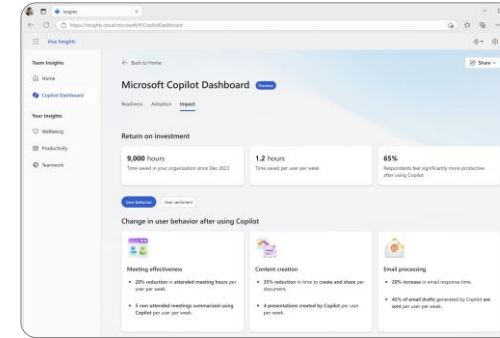 Insights
https://insights.cloud.microsoft/#/CopilotDashboard
Viva Insights
Team Insights
Home
Copilot Dashboard
Your Insights
Wellbeing
Productivity
Teamwork
← Back to Home
Share
Microsoft Copilot Dashboard
Preview
Readiness Adoption Impact
Return on investment
9,000 hours
Time saved in your organization since Dec 2023
1.2 hours
Time saved per user per week
65%
Respondents feel significantly more productive
after using Copilot
User behavior
User sentiment
Change in user behavior after using Copilot
Meeting effectiveness
• 29% reduction in attended meeting hours per
user per week.
• 5 non-attended meetings summarized using
Copilot per user per week.
Content creation
• 35% reduction in time to create and share per
document.
• 4 presentations created by Copilot per user
per week.
Email processing
• 20% increase in email response time.
• 45% of email drafts generated by Copilot are
sent per user per week.